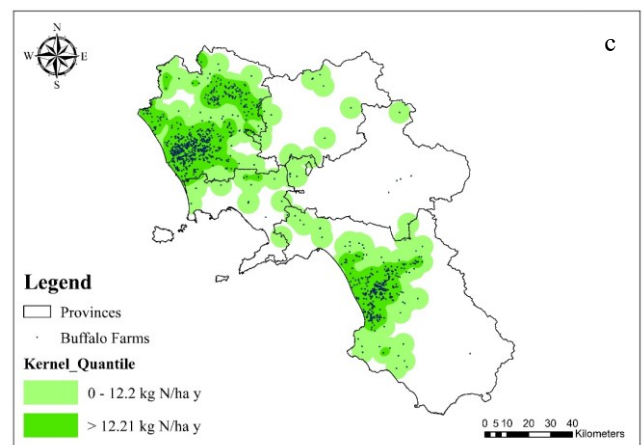 N
W E
S
c
Legend
Provinces
Buffalo Farms
Kernel_Quantile
0 - 12.2 kg N/ha y
> 12.21 kg N/ha y
0 5 10 20 30 40
Kilometers